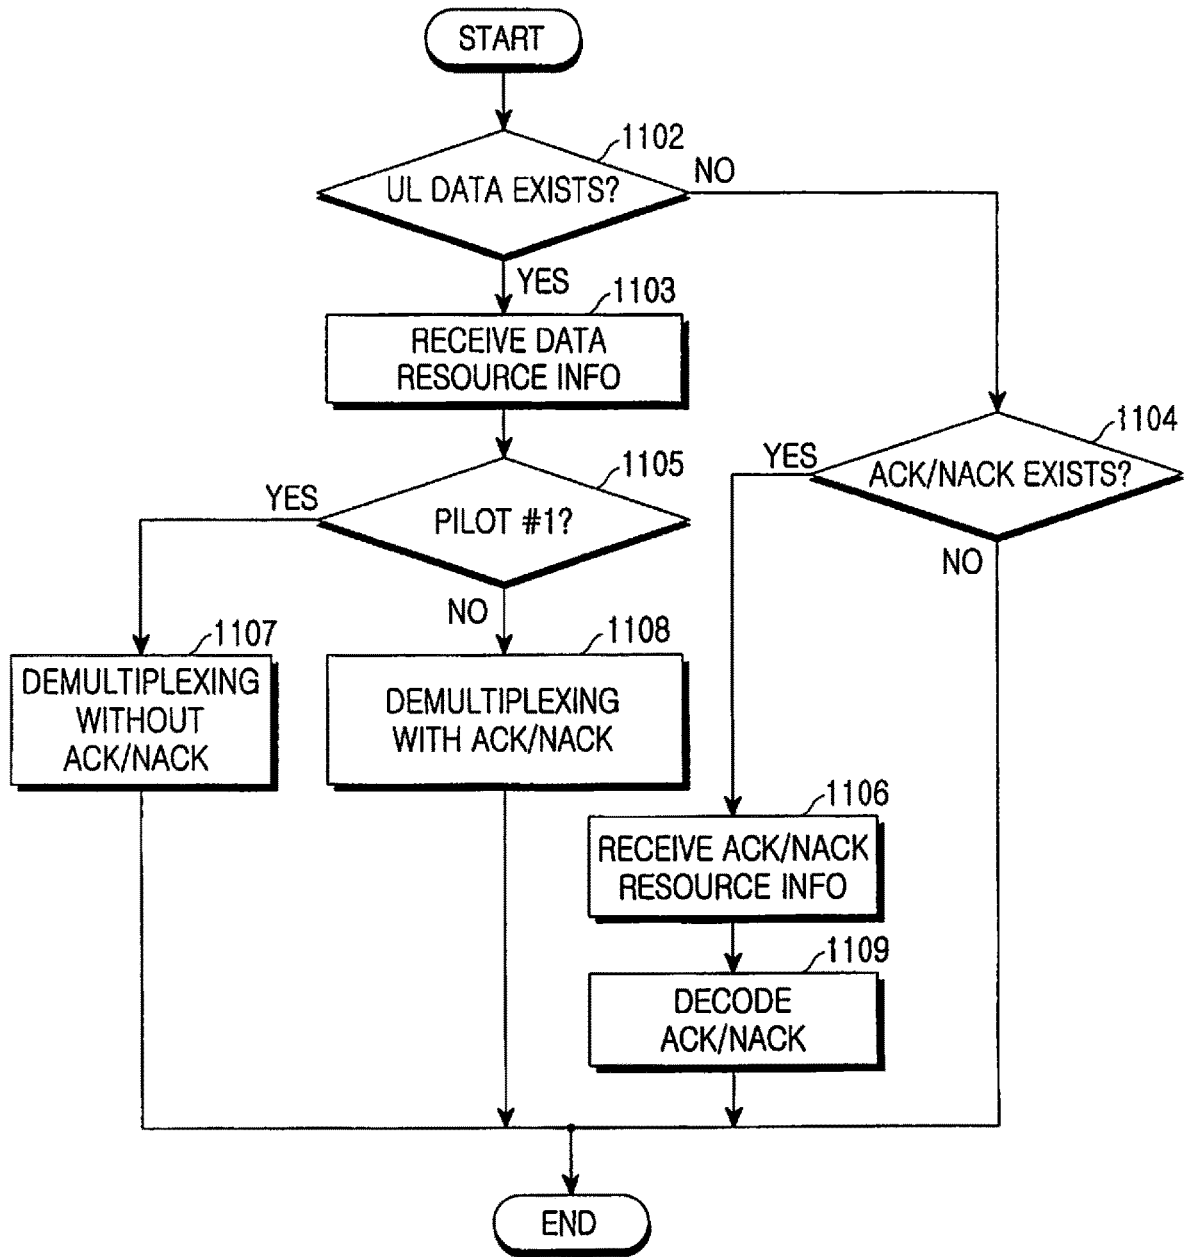 START
1102
UL DATA EXISTS?
NO
YES
1103
RECEIVE DATA
RESOURCE INFO
1104
YES
ACK/NACK EXISTS?
NO
1105
YES
PILOT #1?
NO
1107
DEMULTIPLEXING
WITHOUT
ACK/NACK
1108
DEMULTIPLEXING
WITH ACK/NACK
1106
RECEIVE ACK/NACK
RESOURCE INFO
1109
DECODE
ACK/NACK
END